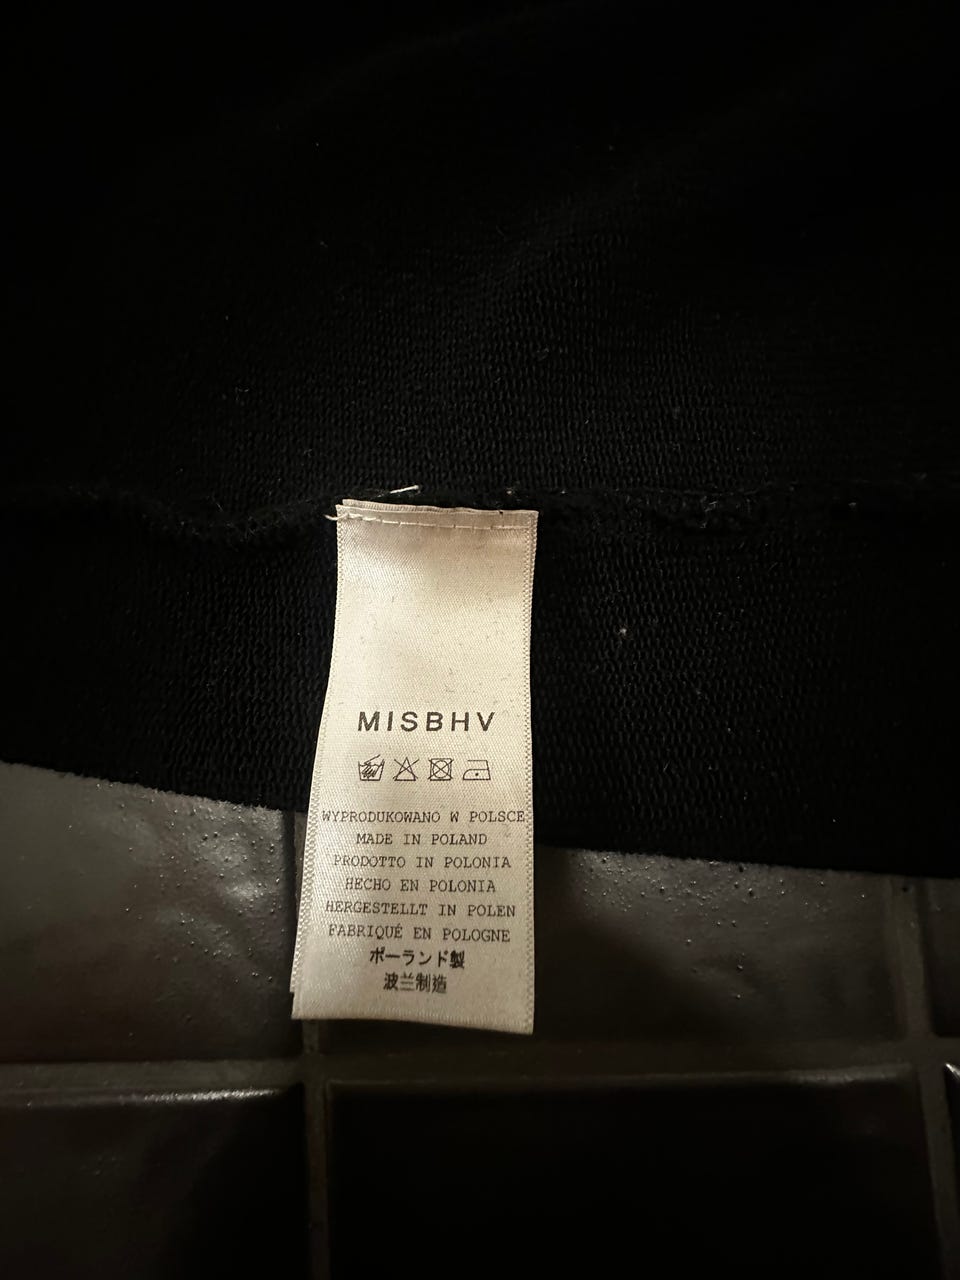 MISBHV
WYPRODUKOWANO W POLSCE
MADE IN POLAND
PRODOTTO IN POLONIA
HECHO EN POLONIA
HERGESTELLT IN POLEN
FABRIQUÉ EN POLOGNE
ポーランド製
波兰制造